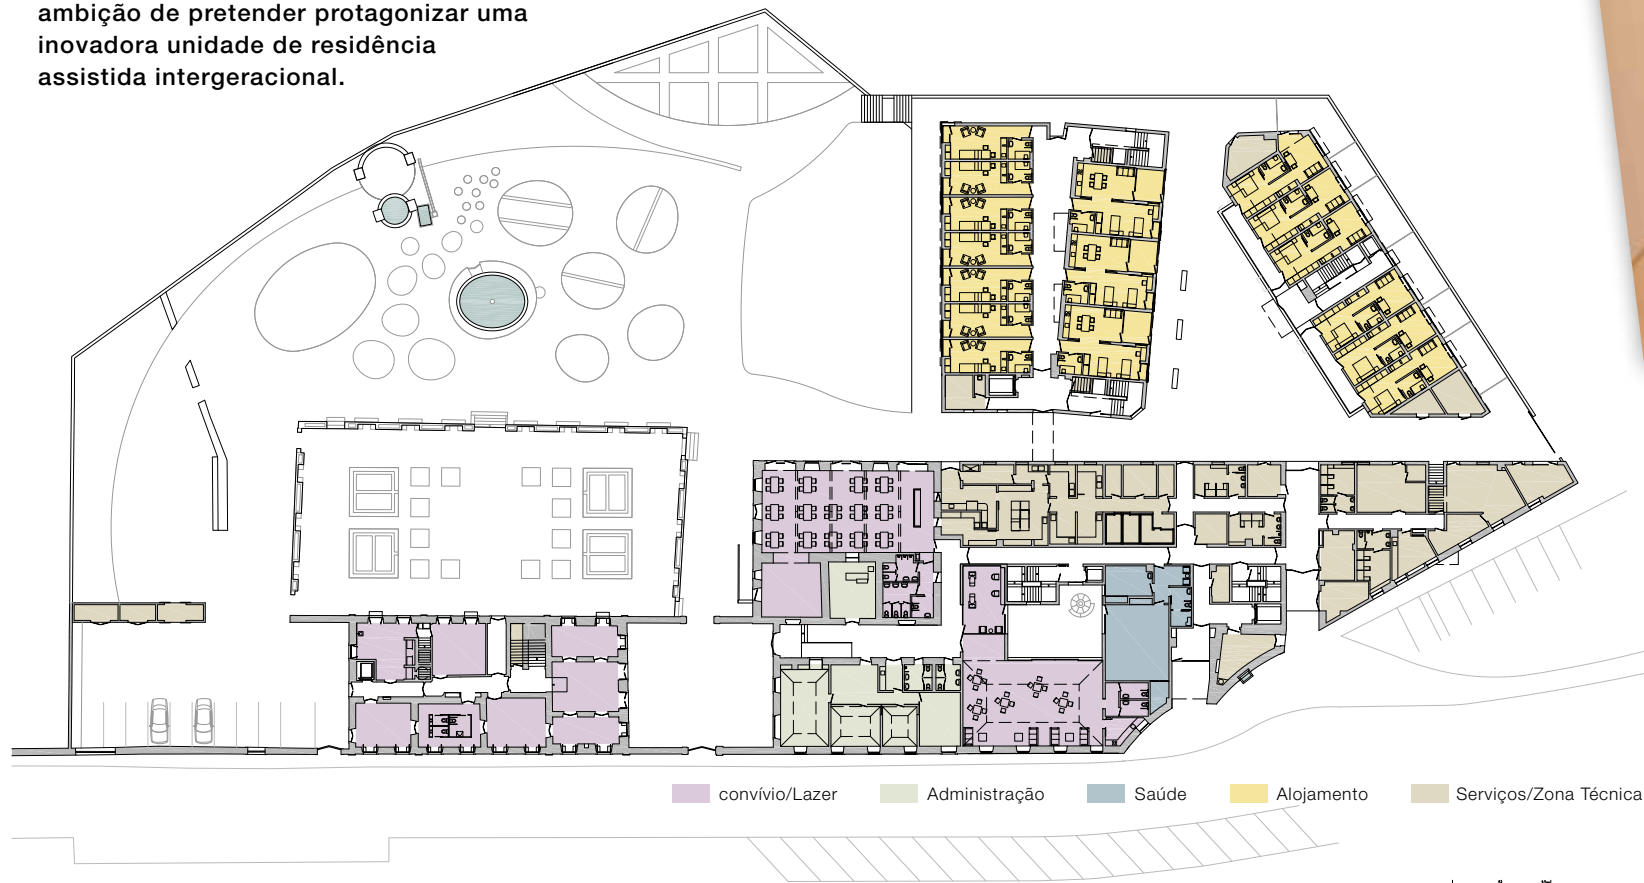 ambição de pretender protagonizar uma
inovadora unidade de residência
assistida intergeracional.
convívio/Lazer
Administração
Saúde
Alojamento
Serviços/Zona Técnica